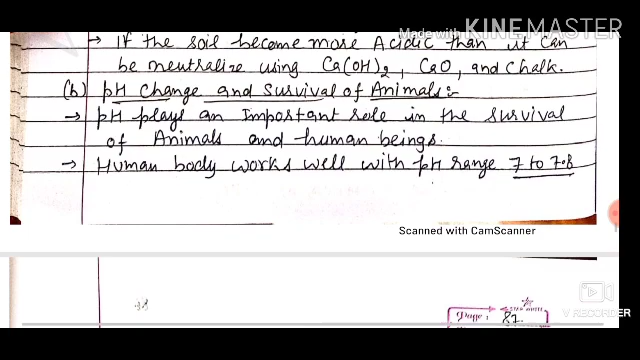 Made with KINEMASTER
→ If the soil become more Acidic than it can
be neutralize using Ca(OH)2, CaO, and chalk.
(b) pH Change and Survival of Animals:-
→ pH plays an Important role in the survival
of Animals and human beings.
→ Human body works well with pH range 7 to 7.8
Scanned with CamScanner
V RECORDER
Page: 87